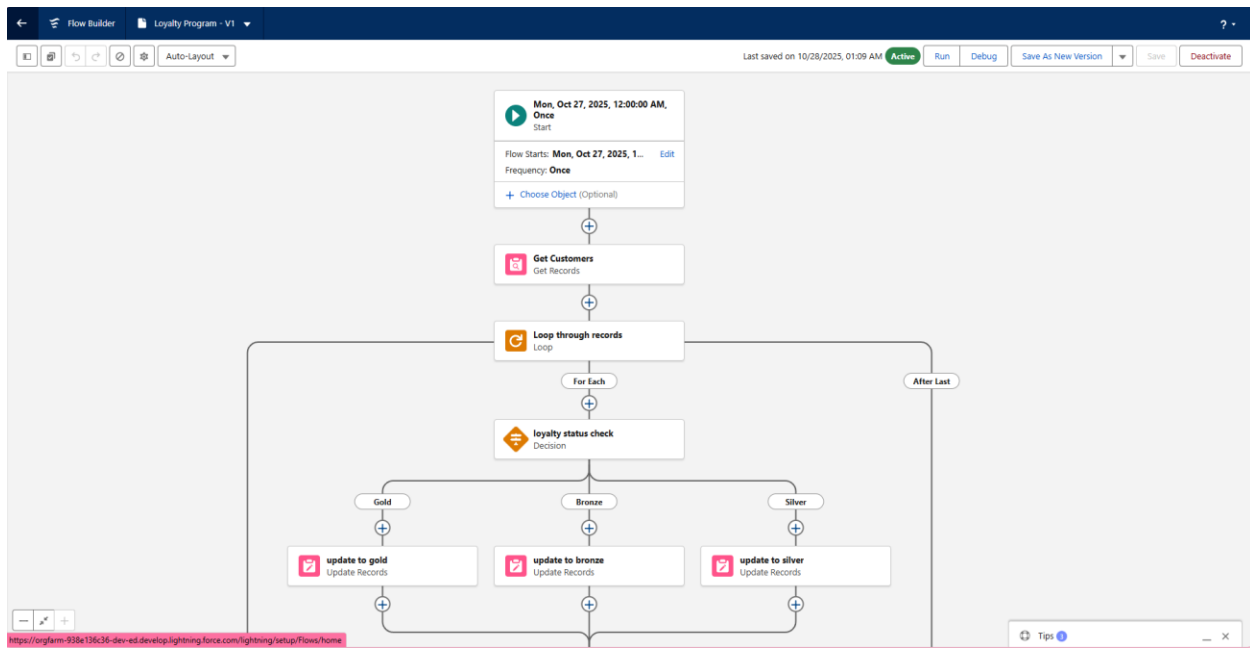 Flow Builder
Loyalty Program - V1
?
Auto-Layout
Last saved on 10/28/2025, 01:09 AM
Active
Run
Debug
Save As New Version
Save
Deactivate
Mon, Oct 27, 2025, 12:00:00 AM,
Once
Start
Flow Starts: Mon, Oct 27, 2025, 1... Edit
Frequency: Once
+ Choose Object (Optional)
Get Customers
Get Records
Loop through records
Loop
For Each
After Last
loyalty status check
Decision
Gold
Bronze
Silver
update to gold
Update Records
update to bronze
Update Records
update to silver
Update Records
https://orgfarm-938e136c36-dev-ed.develop.lightning.force.com/lightning/setup/Flows/home
Tips 3